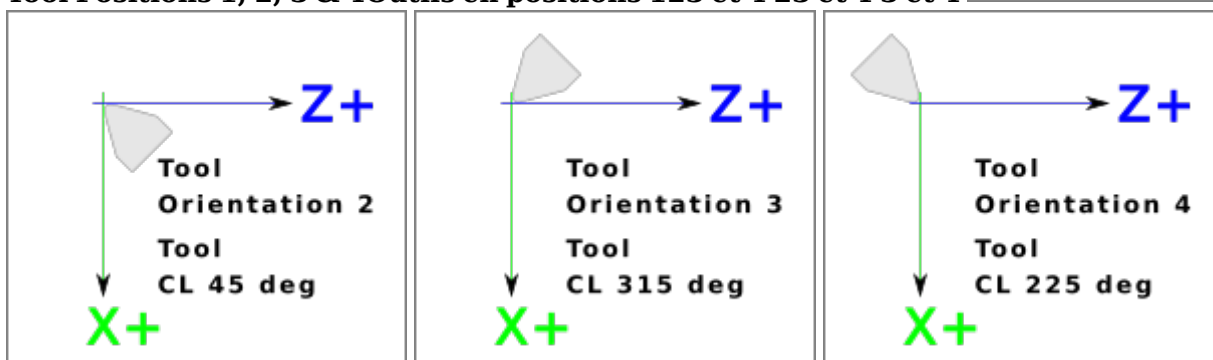 Z+
Tool
Orientation 2
Tool
CL 45 deg
X+
Z+
Tool
Orientation 3
Tool
CL 315 deg
X+
Z+
Tool
Orientation 4
Tool
CL 225 deg
X+